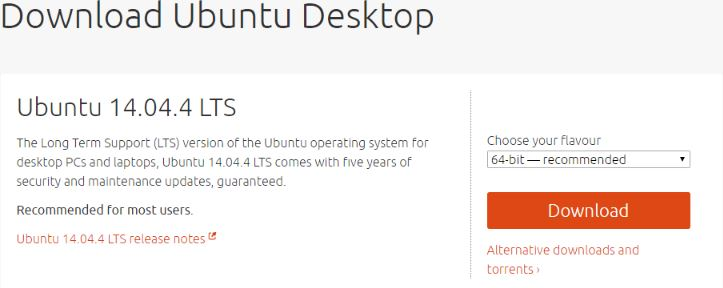 Download Ubuntu Desktop
Ubuntu 14.04.4 LTS
The Long Term Support (LTS) version of the Ubuntu operating system for
desktop PCs and laptops, Ubuntu 14.04.4 LTS comes with five years of
security and maintenance updates, guaranteed.
Recommended for most users.
Ubuntu 14.04.4 LTS release notes
Choose your flavour
64-bit — recommended
Download
Alternative downloads and
torrents ›